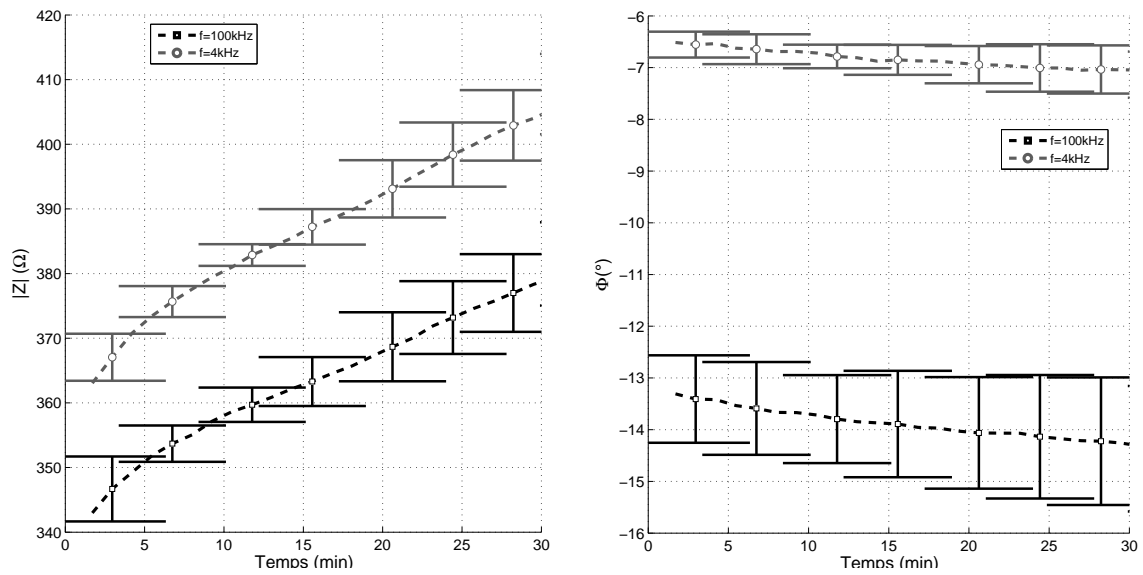 420
410
400
390
380
370
360
350
340
|Z| (Ω)
f=100kHz
f=4kHz
0 5 10 15 20 25 30
Temps (min)
−6
−7
−8
−9
−10
−11
−12
−13
−14
−15
−16
Φ(°)
f=100kHz
f=4kHz
0 5 10 15 20 25 30
Temps (min)